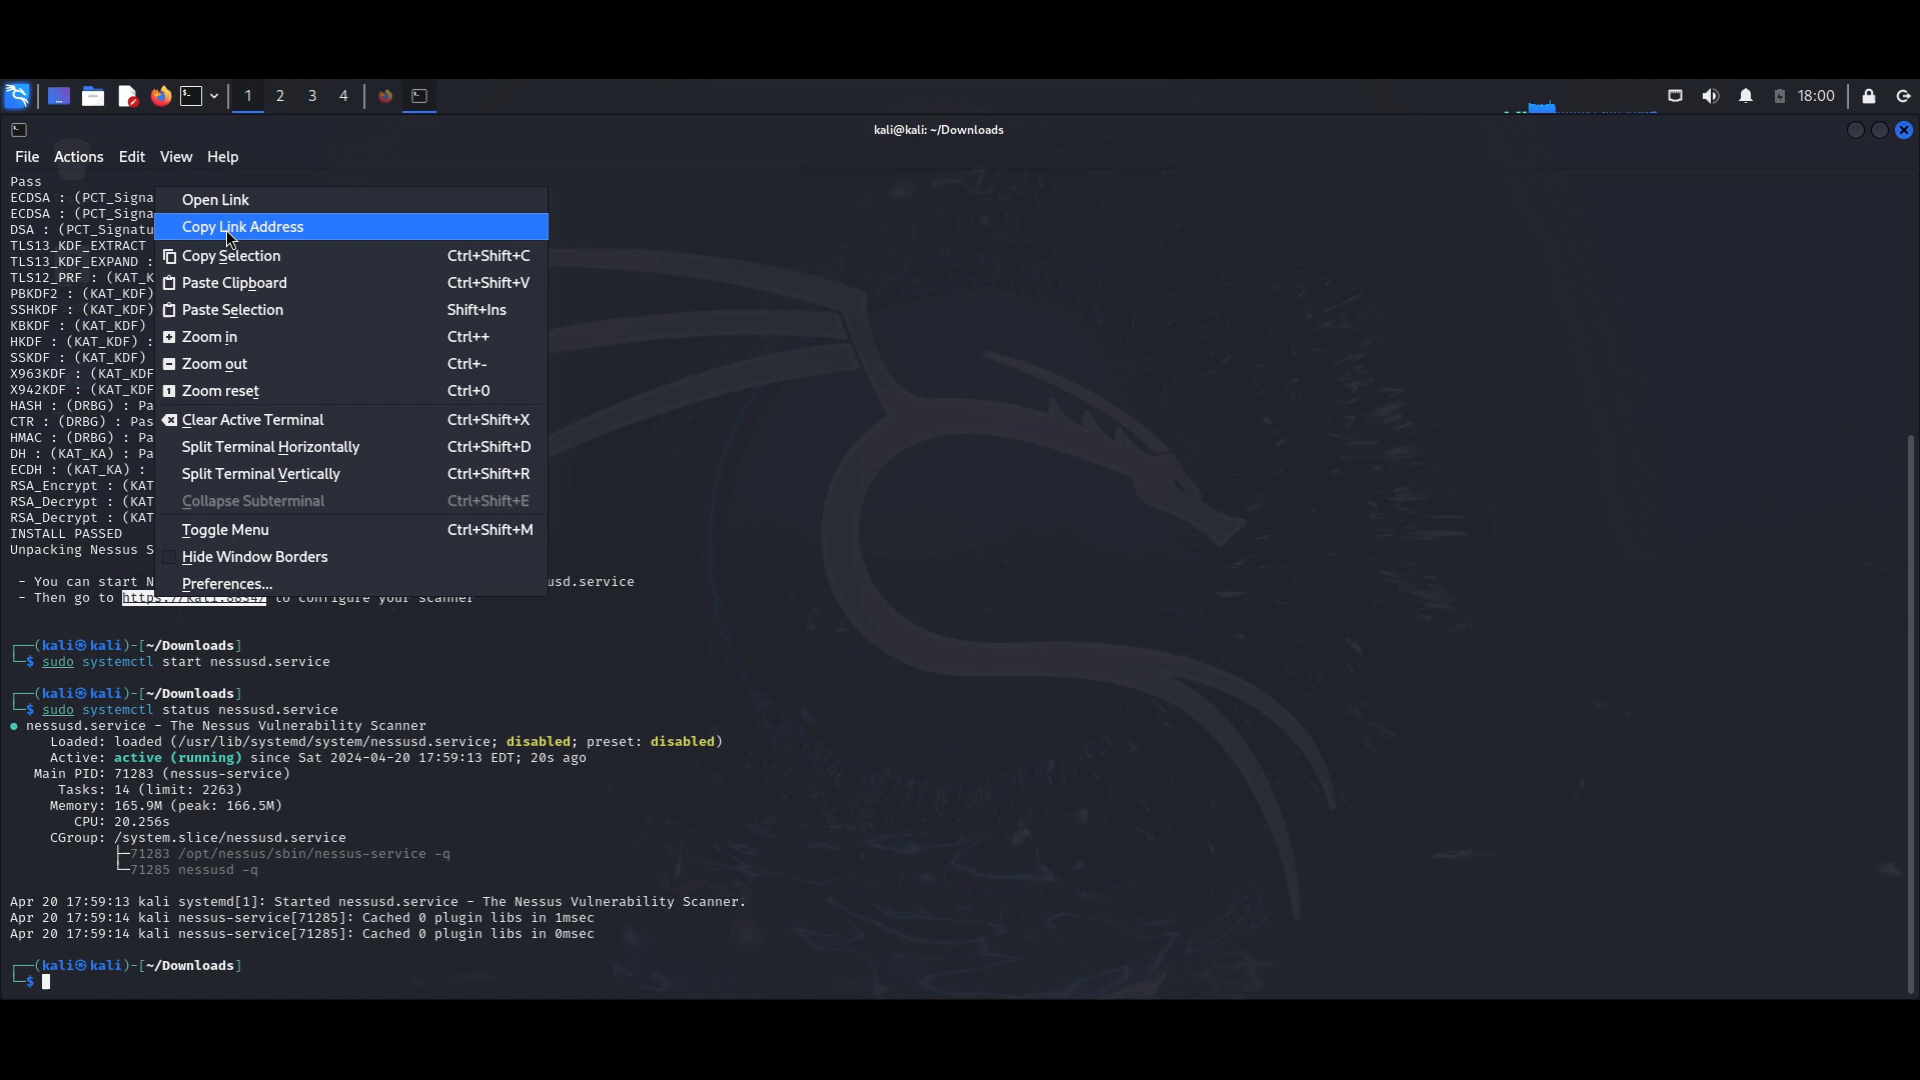 1 2 3 4 18:00
kali@kali: ~/Downloads
File Actions Edit View Help
Pass
ECDSA : (PCT_Signa
ECDSA : (PCT_Signa
DSA : (PCT_Signatu
TLS13_KDF_EXTRACT
TLS13_KDF_EXPAND :
TLS12_PRF : (KAT_K
PBKDF2 : (KAT_KDF)
SSHKDF : (KAT_KDF)
KBKDF : (KAT_KDF)
HKDF : (KAT_KDF) :
SSKDF : (KAT_KDF)
X963KDF : (KAT_KDF
X942KDF : (KAT_KDF
HASH : (DRBG) : Pa
CTR : (DRBG) : Pas
HMAC : (DRBG) : Pa
DH : (KAT_KA) : Pa
ECDH : (KAT_KA) :
RSA_Encrypt : (KAT
RSA_Decrypt : (KAT
RSA_Decrypt : (KAT
INSTALL PASSED
Unpacking Nessus S
Open Link
Copy Link Address
Copy Selection Ctrl+Shift+C
Paste Clipboard Ctrl+Shift+V
Paste Selection Shift+Ins
Zoom in Ctrl++
Zoom out Ctrl+-
Zoom reset Ctrl+0
Clear Active Terminal Ctrl+Shift+X
Split Terminal Horizontally Ctrl+Shift+D
Split Terminal Vertically Ctrl+Shift+R
Collapse Subterminal Ctrl+Shift+E
Toggle Menu Ctrl+Shift+M
Hide Window Borders
Preferences...
- You can start N usd.service
- Then go to https://kali:8834/ to configure your scanner
┌──(kali㉿kali)-[~/Downloads]
└─$ sudo systemctl start nessusd.service
┌──(kali㉿kali)-[~/Downloads]
└─$ sudo systemctl status nessusd.service
● nessusd.service - The Nessus Vulnerability Scanner
Loaded: loaded (/usr/lib/systemd/system/nessusd.service; disabled; preset: disabled)
Active: active (running) since Sat 2024-04-20 17:59:13 EDT; 20s ago
Main PID: 71283 (nessus-service)
Tasks: 14 (limit: 2263)
Memory: 165.9M (peak: 166.5M)
CPU: 20.256s
CGroup: /system.slice/nessusd.service
├─71283 /opt/nessus/sbin/nessus-service -q
└─71285 nessusd -q
Apr 20 17:59:13 kali systemd[1]: Started nessusd.service - The Nessus Vulnerability Scanner.
Apr 20 17:59:14 kali nessus-service[71285]: Cached 0 plugin libs in 1msec
Apr 20 17:59:14 kali nessus-service[71285]: Cached 0 plugin libs in 0msec
┌──(kali㉿kali)-[~/Downloads]
└─$